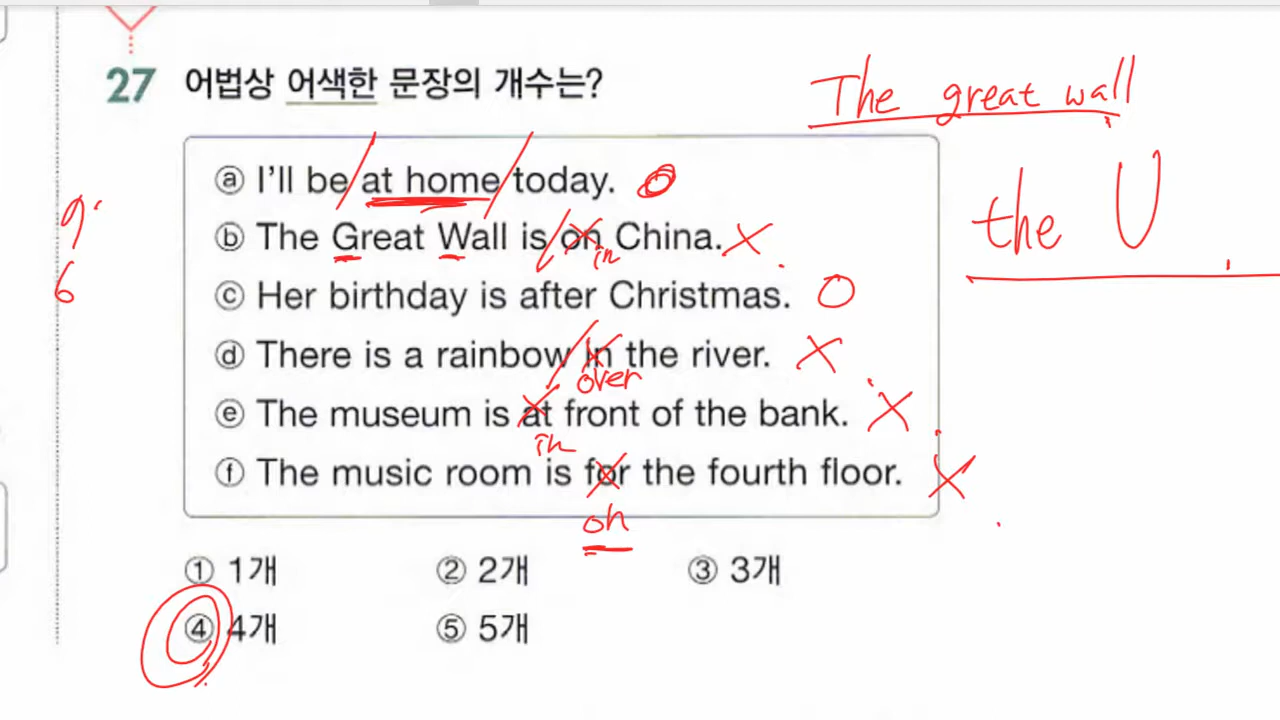 27 어법상 어색한 문장의 개수는?
The great wall
the U
9
6
ⓐ I'll be at home today. O
ⓑ The Great Wall is on China. X
in
ⓒ Her birthday is after Christmas. O
ⓓ There is a rainbow in the river. X
over
ⓔ The museum is at front of the bank. X
in
ⓕ The music room is for the fourth floor. X
on
① 1개 ② 2개 ③ 3개
④ 4개 ⑤ 5개